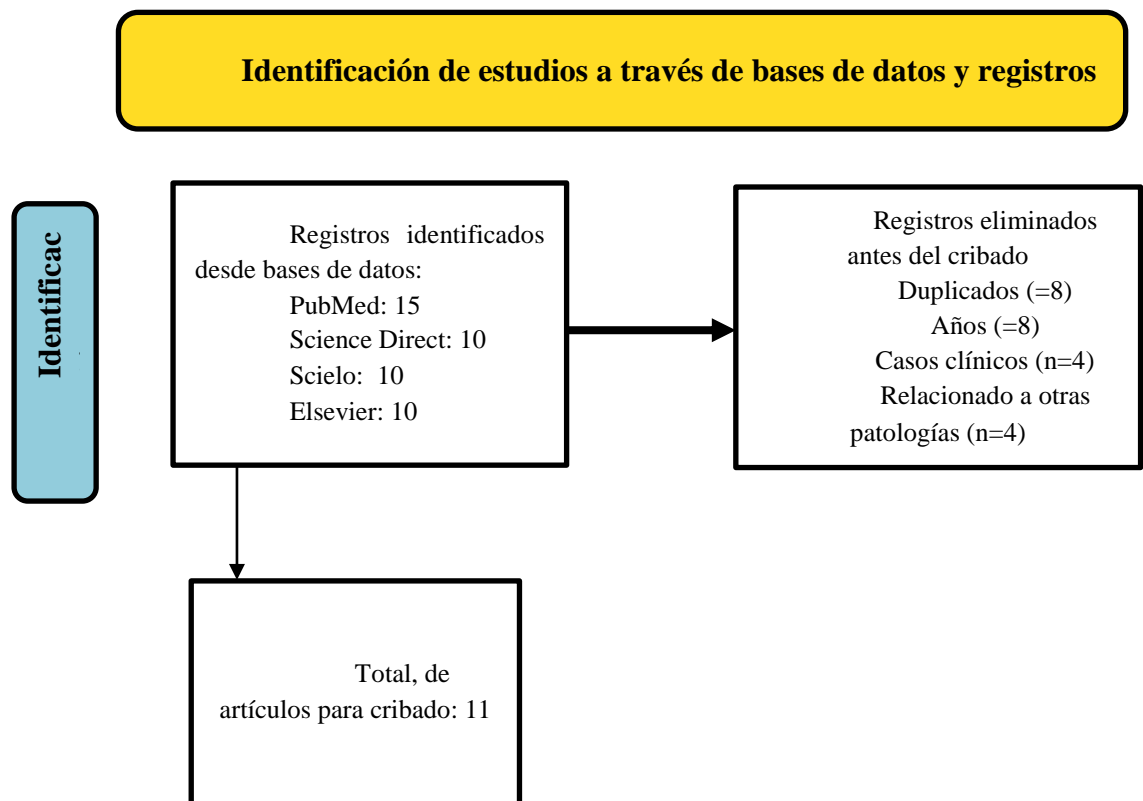 Identificación de estudios a través de bases de datos y registros
Identificac
Registros identificados
desde bases de datos:
PubMed: 15
Science Direct: 10
Scielo: 10
Elsevier: 10
Registros eliminados
antes del cribado
Duplicados (=8)
Años (=8)
Casos clínicos (n=4)
Relacionado a otras
patologías (n=4)
Total, de
artículos para cribado: 11